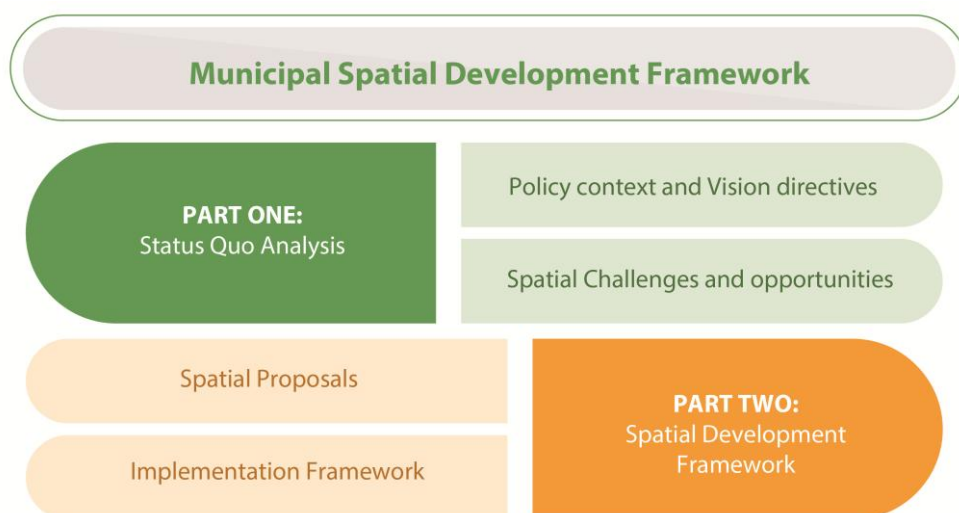 Municipal Spatial Development Framework
PART ONE:
Status Quo Analysis
Policy context and Vision directives
Spatial Challenges and opportunities
Spatial Proposals
Implementation Framework
PART TWO:
Spatial Development
Framework